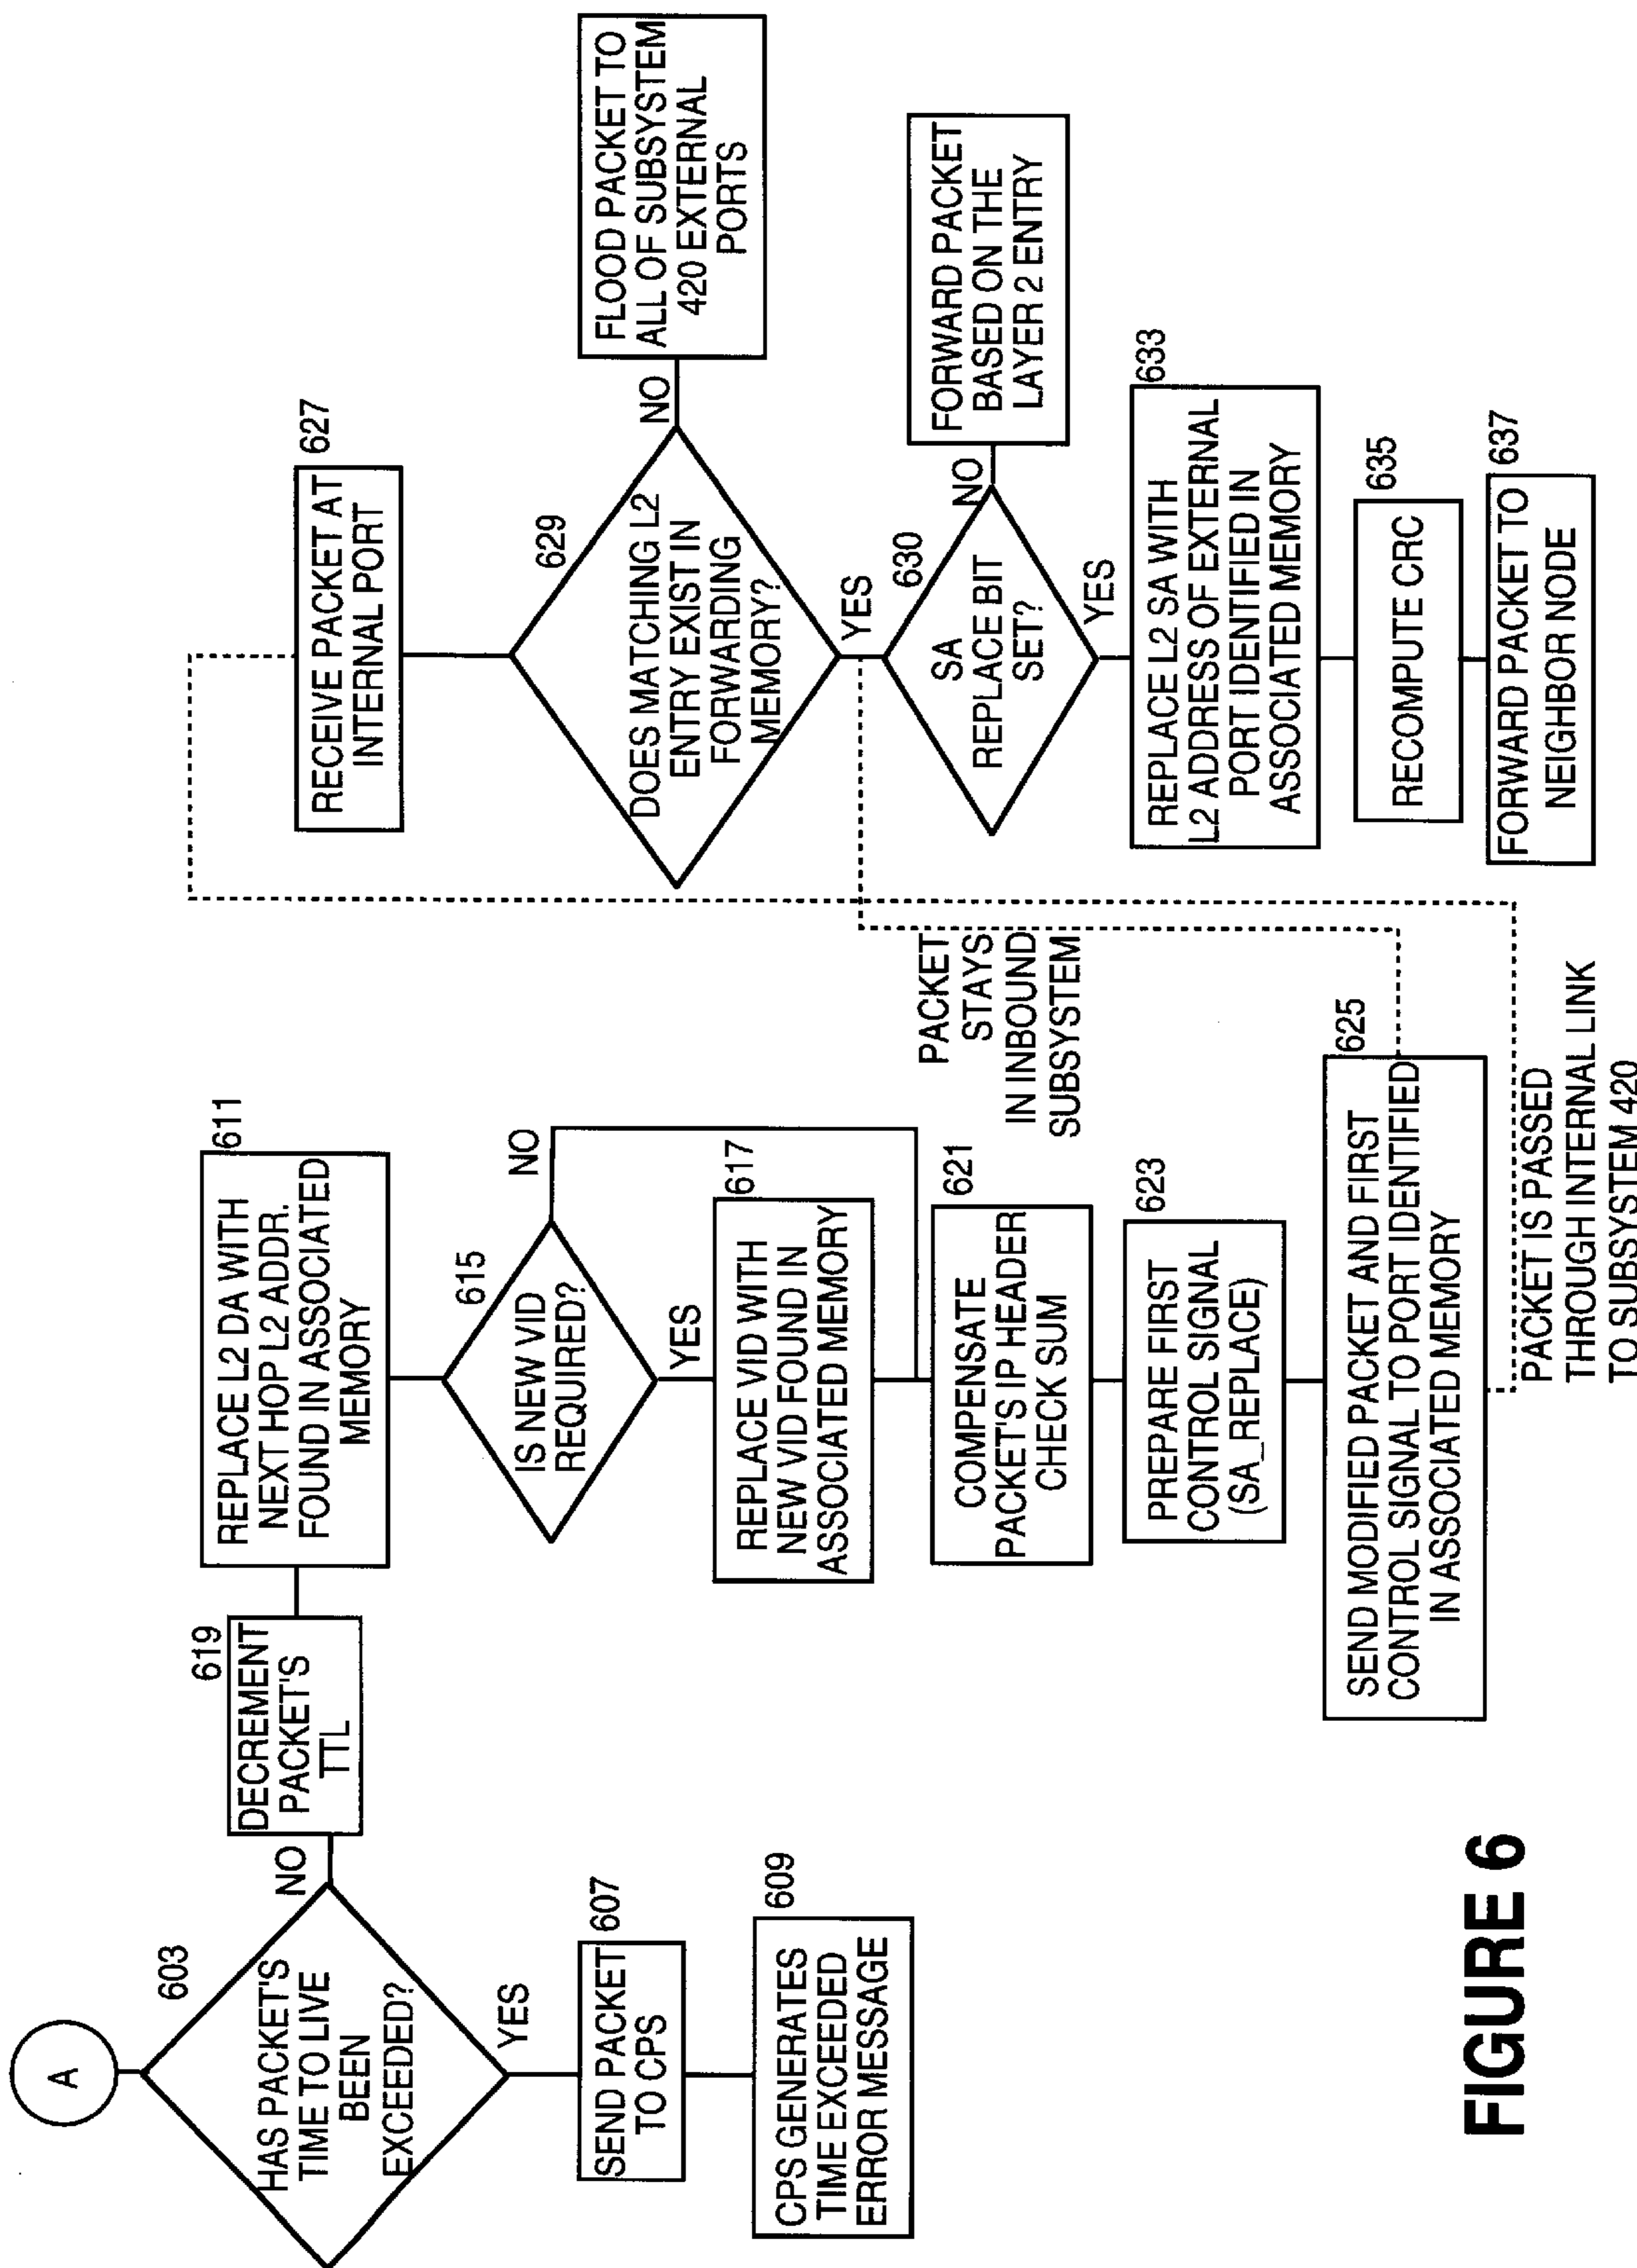 A
603
HAS PACKET'S
TIME TO LIVE
BEEN
EXCEEDED?
NO
YES
607
SEND PACKET
TO CPS
609
CPS GENERATES
TIME EXCEEDED
ERROR MESSAGE
619
DECREMENT
PACKET'S
TTL
611
REPLACE L2 DA WITH
NEXT HOP L2 ADDR.
FOUND IN ASSOCIATED
MEMORY
615
IS NEW VID
REQUIRED?
NO
YES
617
REPLACE VID WITH
NEW VID FOUND IN
ASSOCIATED MEMORY
621
COMPENSATE
PACKET'S IP HEADER
CHECK SUM
623
PREPARE FIRST
CONTROL SIGNAL
(SA_REPLACE)
625
SEND MODIFIED PACKET AND FIRST
CONTROL SIGNAL TO PORT IDENTIFIED
IN ASSOCIATED MEMORY
PACKET
STAYS
IN INBOUND
SUBSYSTEM
PACKET IS PASSED
THROUGH INTERNAL LINK
TO SUBSYSTEM 420
627
RECEIVE PACKET AT
INTERNAL PORT
629
DOES MATCHING L2
ENTRY EXIST IN
FORWARDING
MEMORY?
NO
FLOOD PACKET TO
ALL OF SUBSYSTEM
420 EXTERNAL
PORTS
YES
630
SA
REPLACE BIT
SET?
NO
FORWARD PACKET
BASED ON THE
LAYER 2 ENTRY
YES
633
REPLACE L2 SA WITH
L2 ADDRESS OF EXTERNAL
PORT IDENTIFIED IN
ASSOCIATED MEMORY
635
RECOMPUTE CRC
637
FORWARD PACKET TO
NEIGHBOR NODE
FIGURE 6